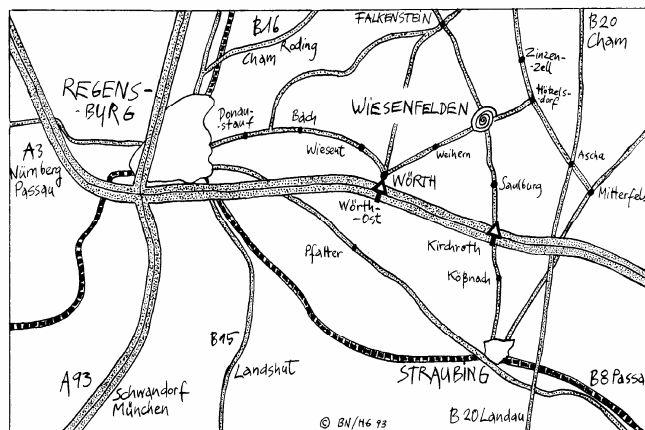 FALKENSTEIN
B16
Cham
Roding
B20
Cham
Zinzen-
-zell
REGENS-
-BURG
Hötzels-
-dorf
WIESENFELDEN
Donau-
-stauf
Bach
Wiesent
Weihern
A3
Nürnberg
Passau
Ascha
WÖRTH
Saulburg
Mitterfels
Wörth-
-Ost
Pfatter
Kirchroth
Kößnach
B15
Landshut
STRAUBING
A93
Schwandorf
München
B8 Passa
B20 Landau
© BN/HG 93